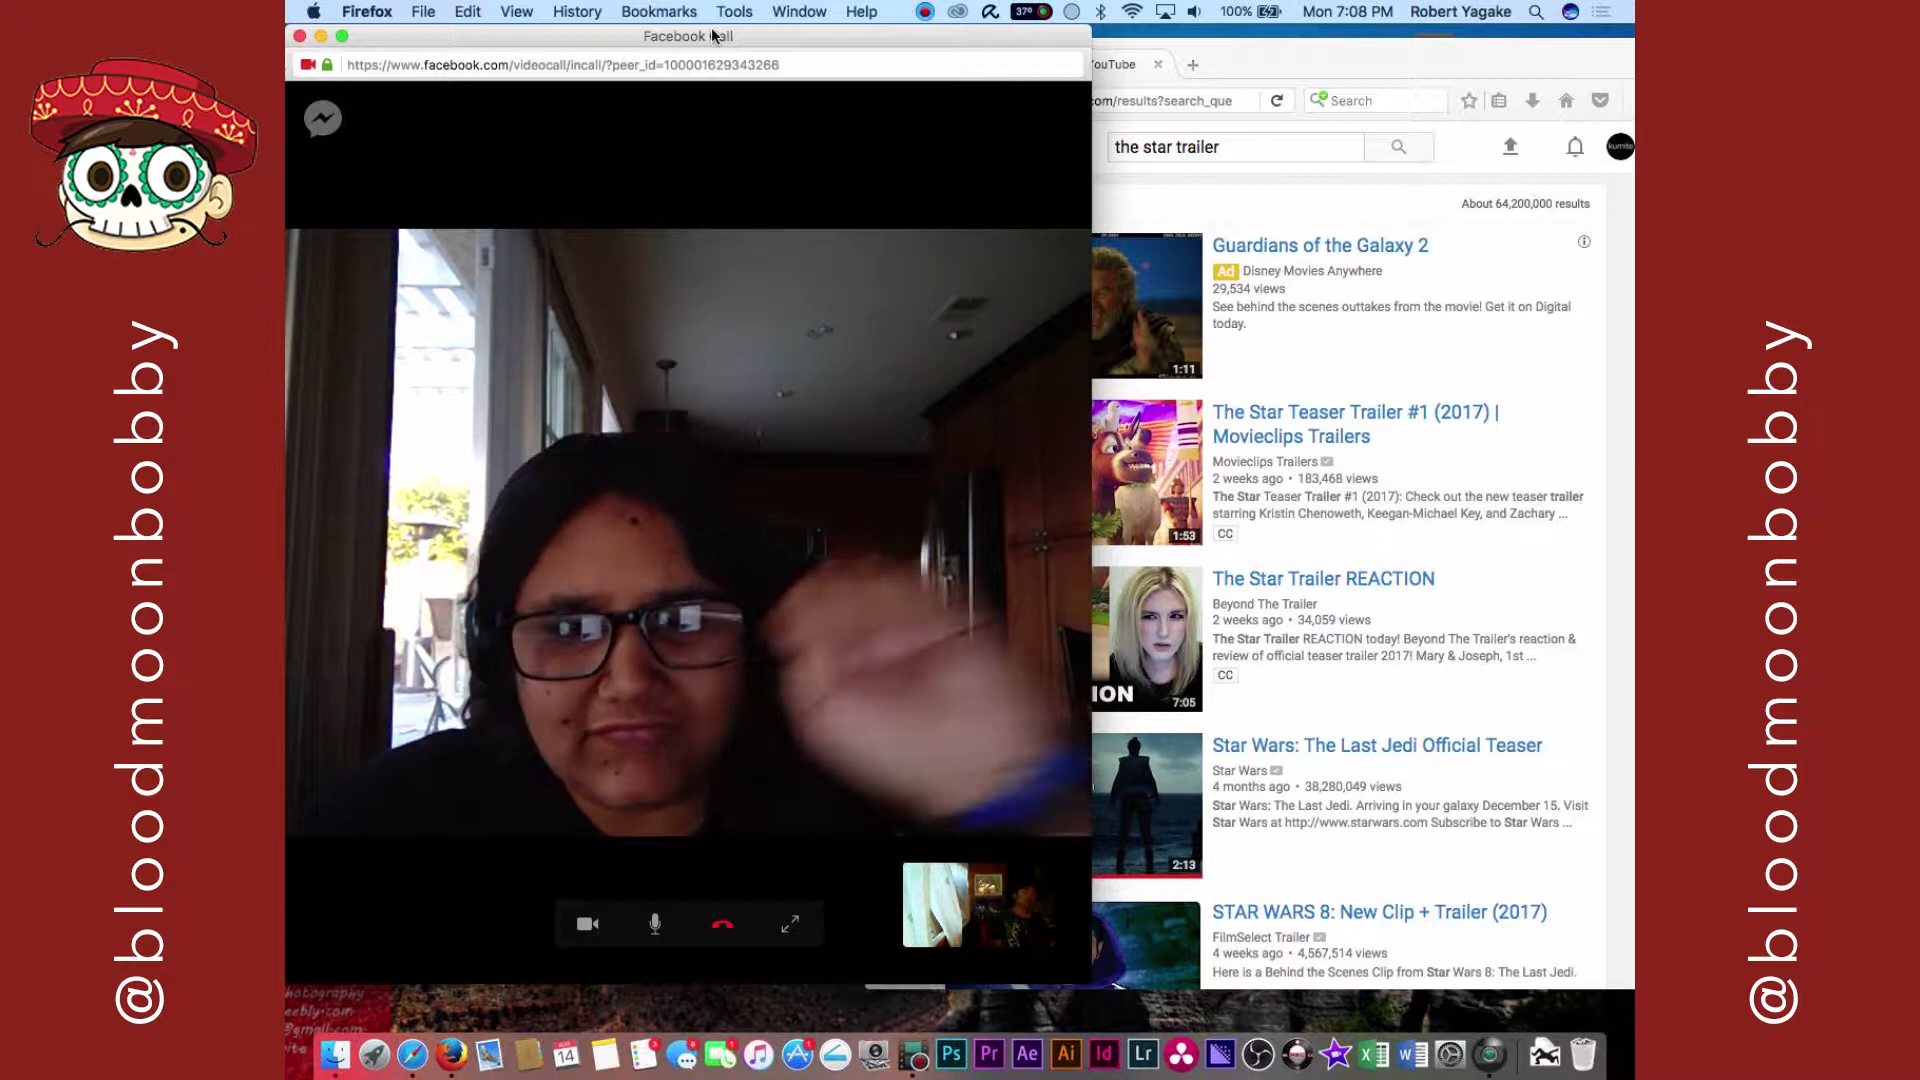 Firefox File Edit View History Bookmarks Tools Window Help 37° 100% Mon 7:08 PM Robert Yagake
Facebook
https://www.facebook.com/videocall/incall/?peer_id=100001629343266
YouTube
com/results?search_que
Search
the star trailer
kumite
About 64,200,000 results
Guardians of the Galaxy 2
Ad Disney Movies Anywhere
29,534 views
See behind the scenes outtakes from the movie! Get it on Digital
today.
1:11
The Star Teaser Trailer #1 (2017) |
Movieclips Trailers
Movieclips Trailers
2 weeks ago • 183,468 views
The Star Teaser Trailer #1 (2017): Check out the new teaser trailer
starring Kristin Chenoweth, Keegan-Michael Key, and Zachary ...
CC
1:53
The Star Trailer REACTION
Beyond The Trailer
2 weeks ago • 34,059 views
The Star Trailer REACTION today! Beyond The Trailer's reaction &
review of official teaser trailer 2017! Mary & Joseph, 1st ...
CC
ION
7:05
Star Wars: The Last Jedi Official Teaser
Star Wars
4 months ago • 38,280,049 views
Star Wars: The Last Jedi. Arriving in your galaxy December 15. Visit
Star Wars at http://www.starwars.com Subscribe to Star Wars ...
2:13
STAR WARS 8: New Clip + Trailer (2017)
FilmSelect Trailer
4 weeks ago • 4,567,514 views
Here is a Behind the Scenes Clip from Star Wars 8: The Last Jedi.
@bloodmoonbobby
@bloodmoonbobby
AUG
14
3
9
1
1
Ps Pr Ae Ai Id Lr